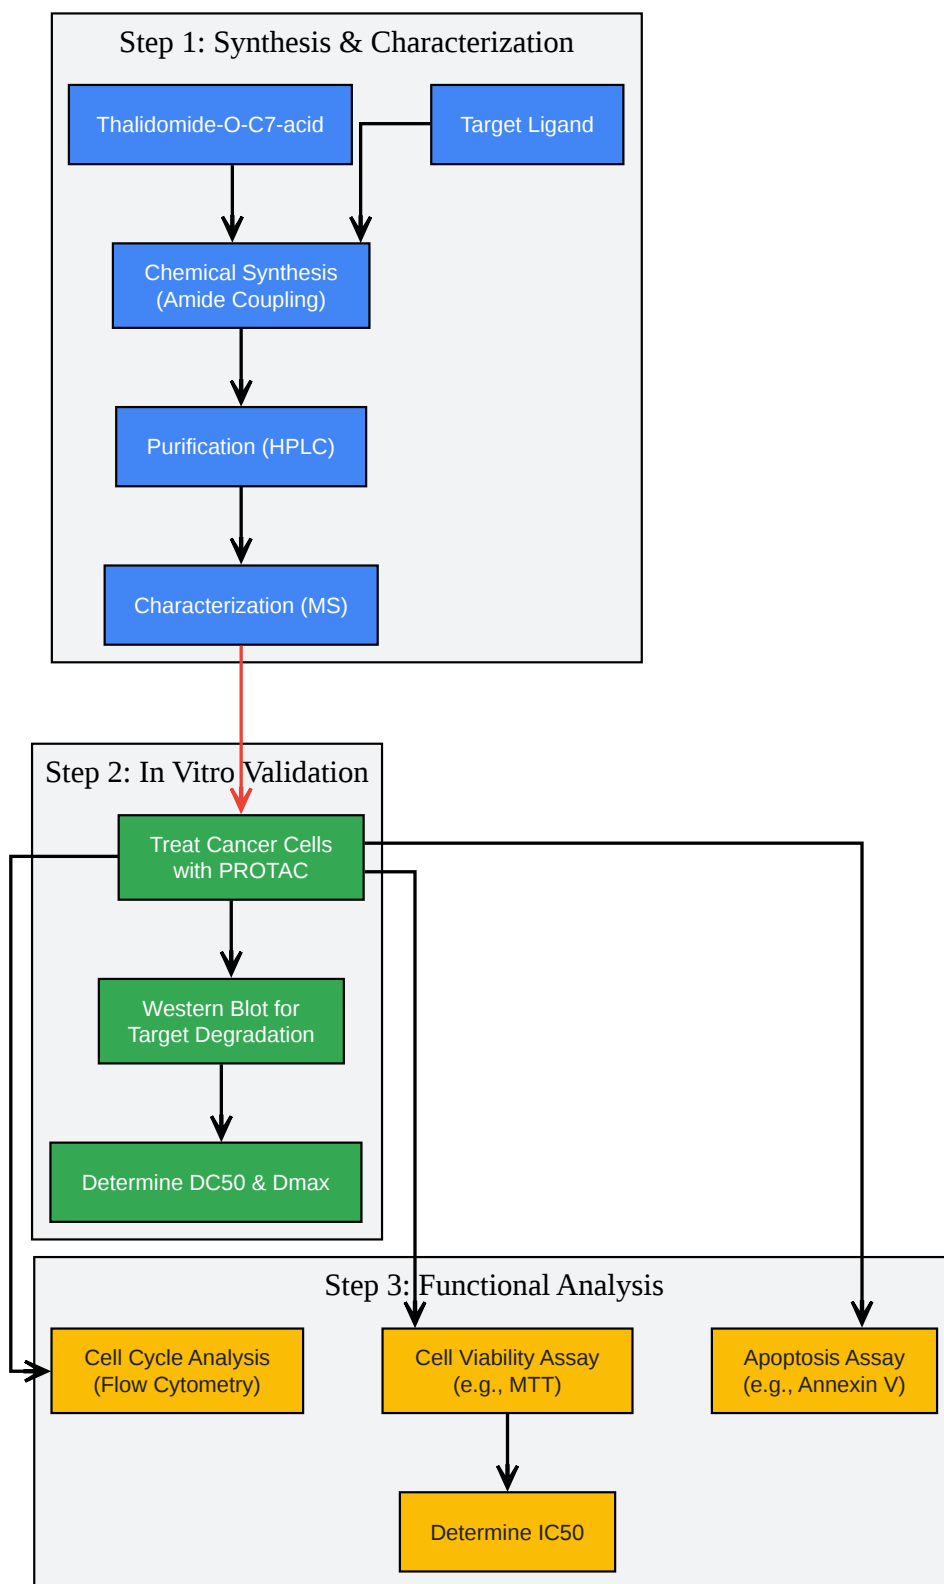 Step 1: Synthesis & Characterization
Thalidomide-O-C7-acid
Target Ligand
Chemical Synthesis
(Amide Coupling)
Purification (HPLC)
Characterization (MS)
Step 2: In Vitro Validation
Treat Cancer Cells
with PROTAC
Western Blot for
Target Degradation
Determine DC50 & Dmax
Step 3: Functional Analysis
Cell Cycle Analysis
(Flow Cytometry)
Cell Viability Assay
(e.g., MTT)
Apoptosis Assay
(e.g., Annexin V)
Determine IC50